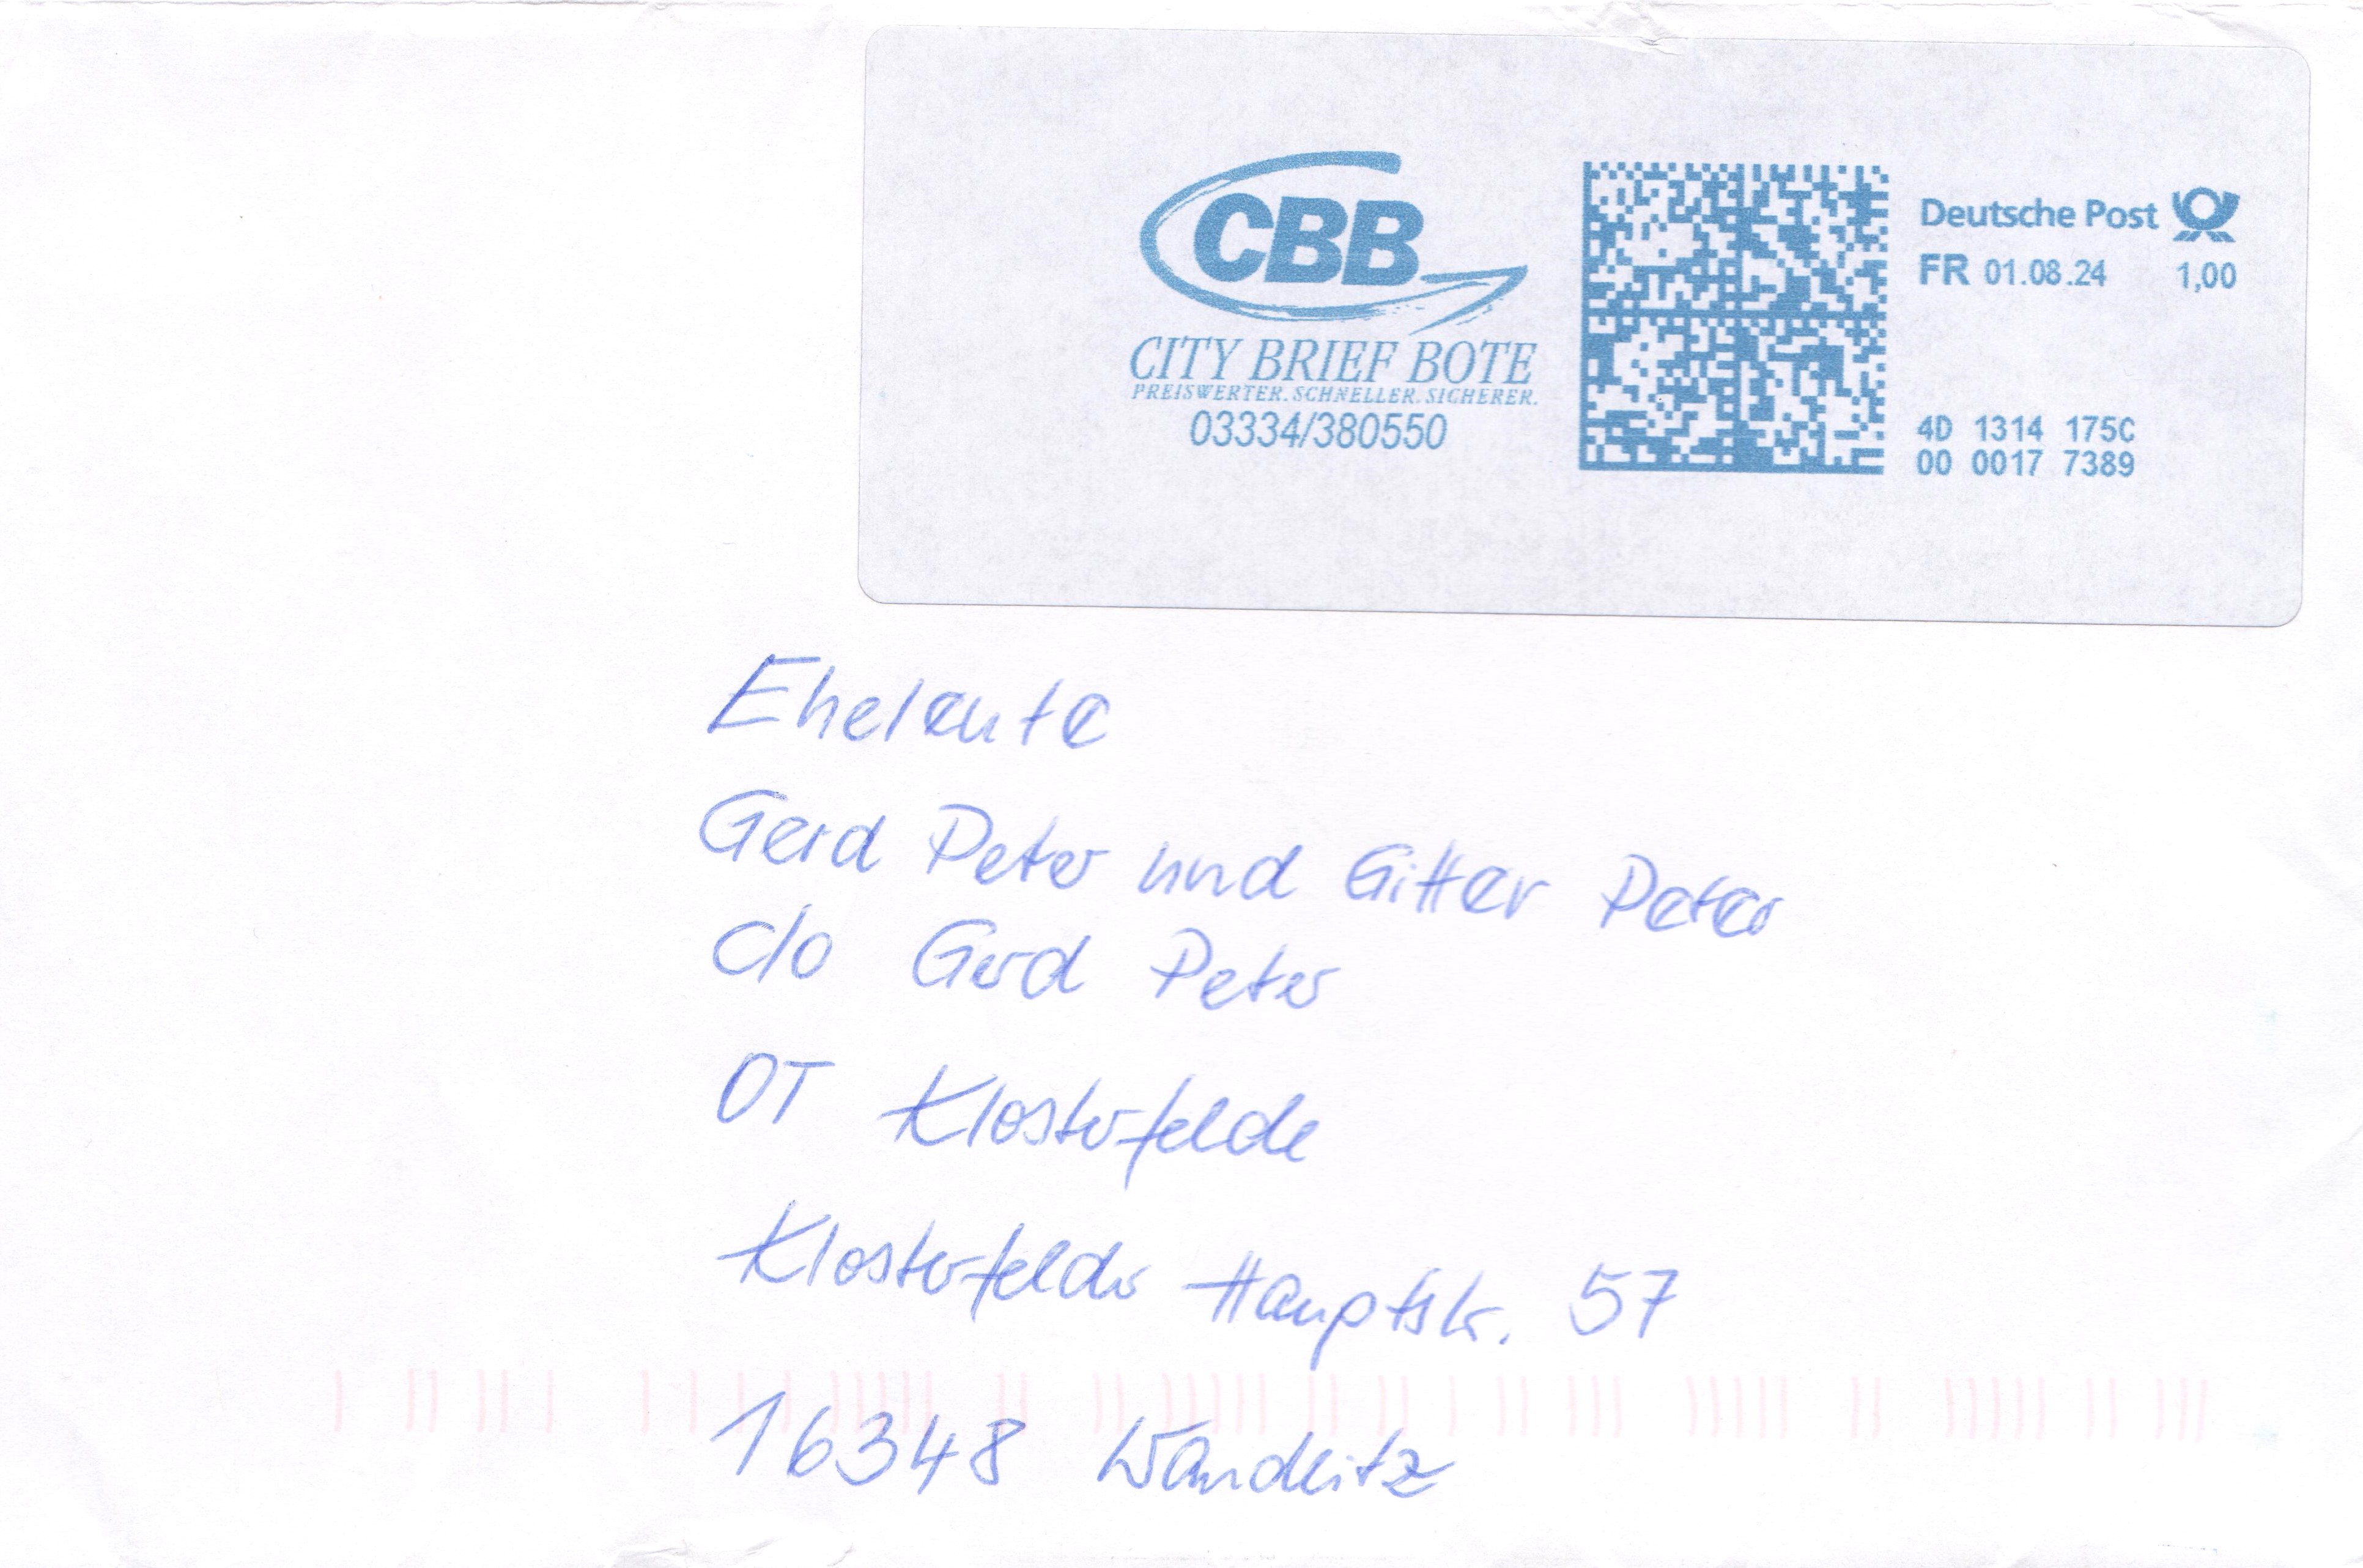 CBB
CITY BRIEF BOTE
PREISWERTER. SCHNELLER. SICHERER.
03334/380550
Deutsche Post
FR 01.08.24 1,00
4D 1314 175C
00 0017 7389
Eheleute
Gerd Peter und Gitter Peter
c/o Gerd Peter
OT Klosterfelde
Klosterfelder Hauptstr. 57
16348 Wandlitz